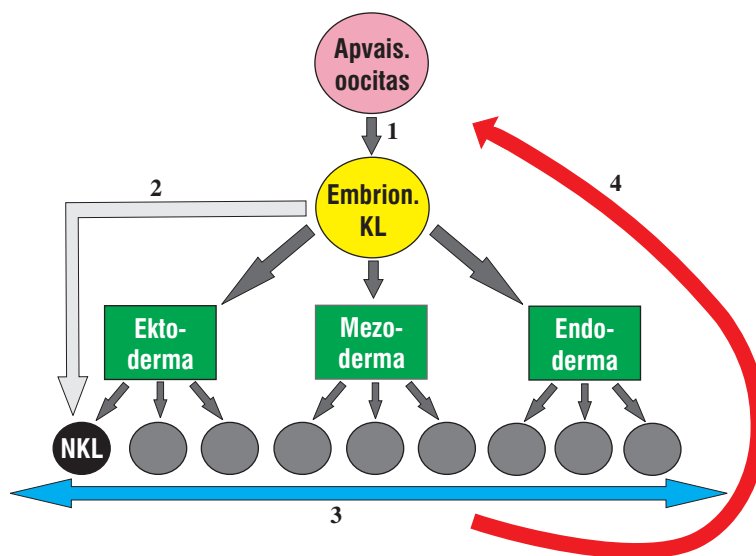 Apvais.
oocitas
1
2
4
Embrion.
KL
Ekto-
derma
Mezo-
derma
Endo-
derma
NKL
3